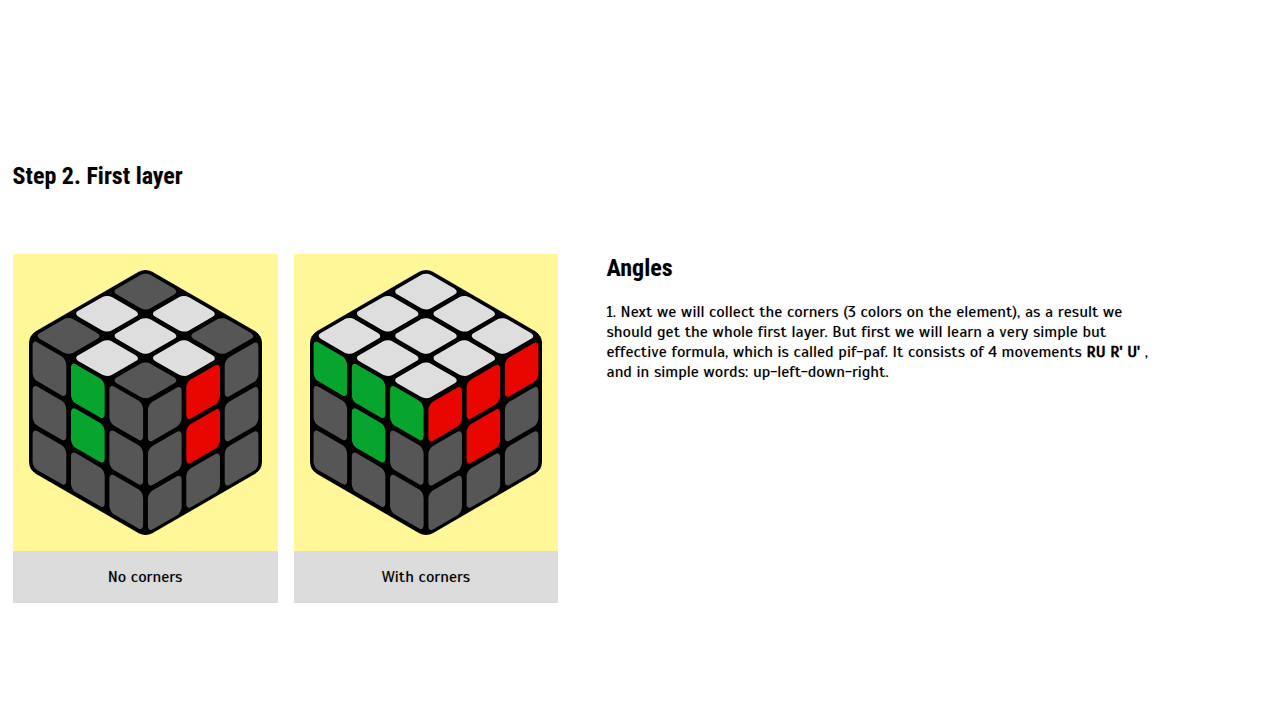 Step 2. First layer
No corners
With corners
Angles
1. Next we will collect the corners (3 colors on the element), as a result we
should get the whole first layer. But first we will learn a very simple but
effective formula, which is called pif-paf. It consists of 4 movements RU R' U' ,
and in simple words: up-left-down-right.